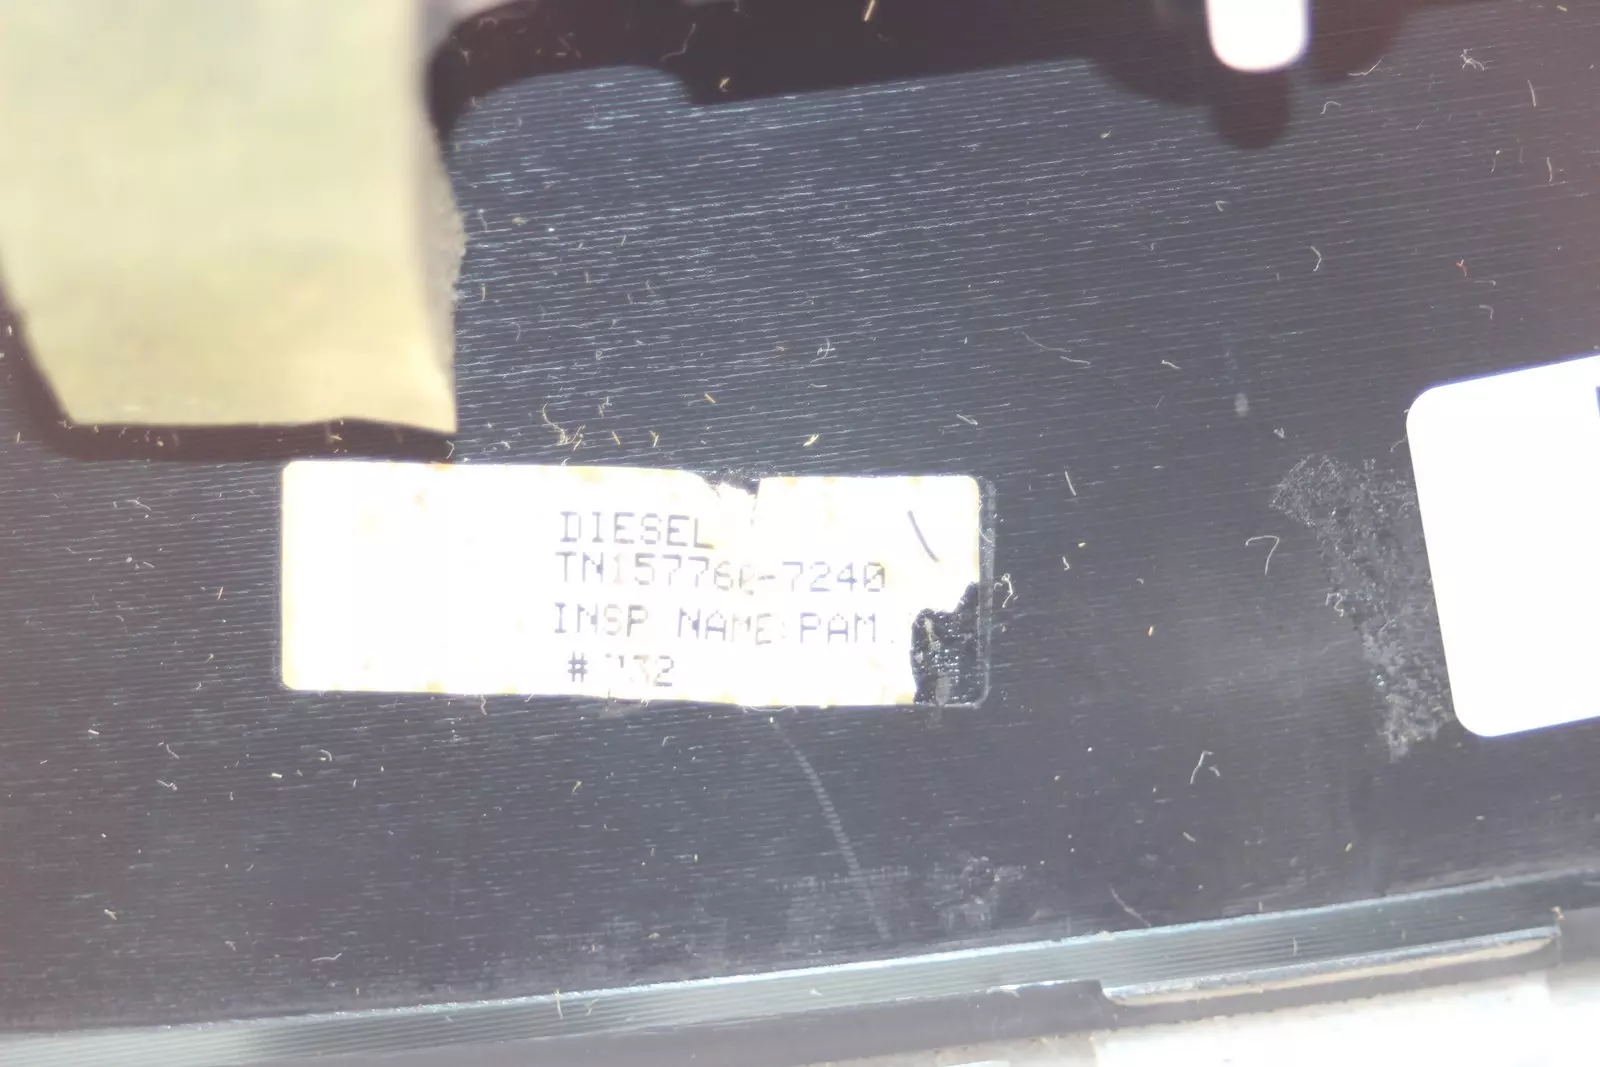 DIESEL
TN157760-7240
INSP NAME:PAM
#